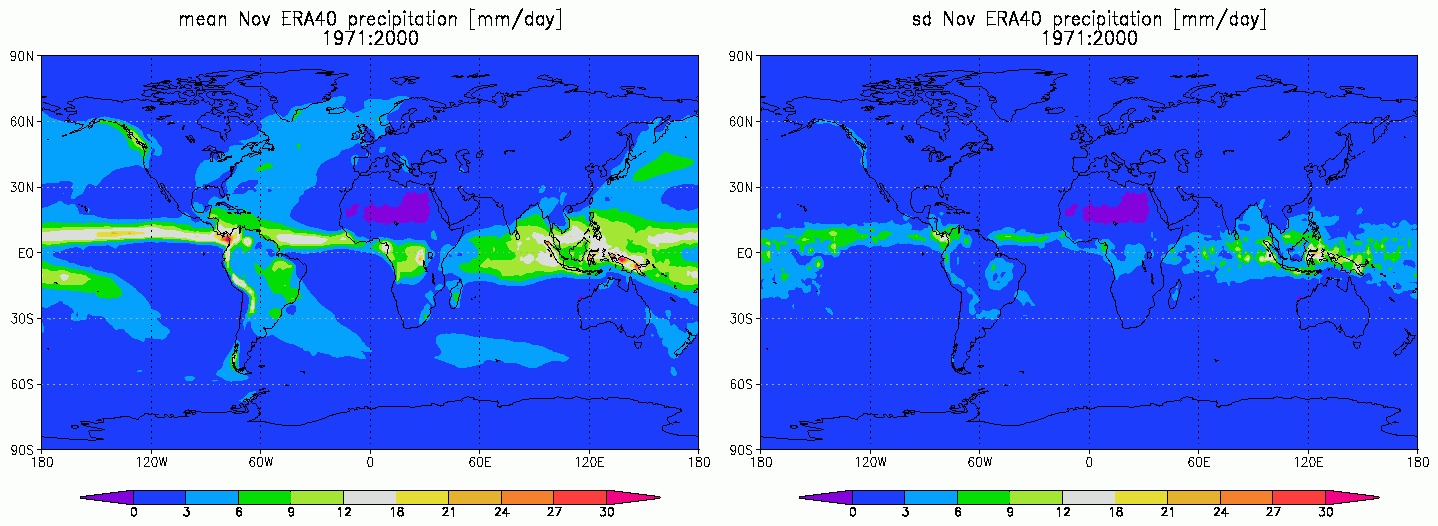 mean Nov ERA40 precipitation [mm/day]
1971:2000
90N
60N
30N
EQ
30S
60S
90S
180 120W 60W 0 60E 120E 180
0 3 6 9 12 18 21 24 27 30
sd Nov ERA40 precipitation [mm/day]
1971:2000
90N
60N
30N
EQ
30S
60S
90S
180 120W 60W 0 60E 120E 180
0 3 6 9 12 18 21 24 27 30